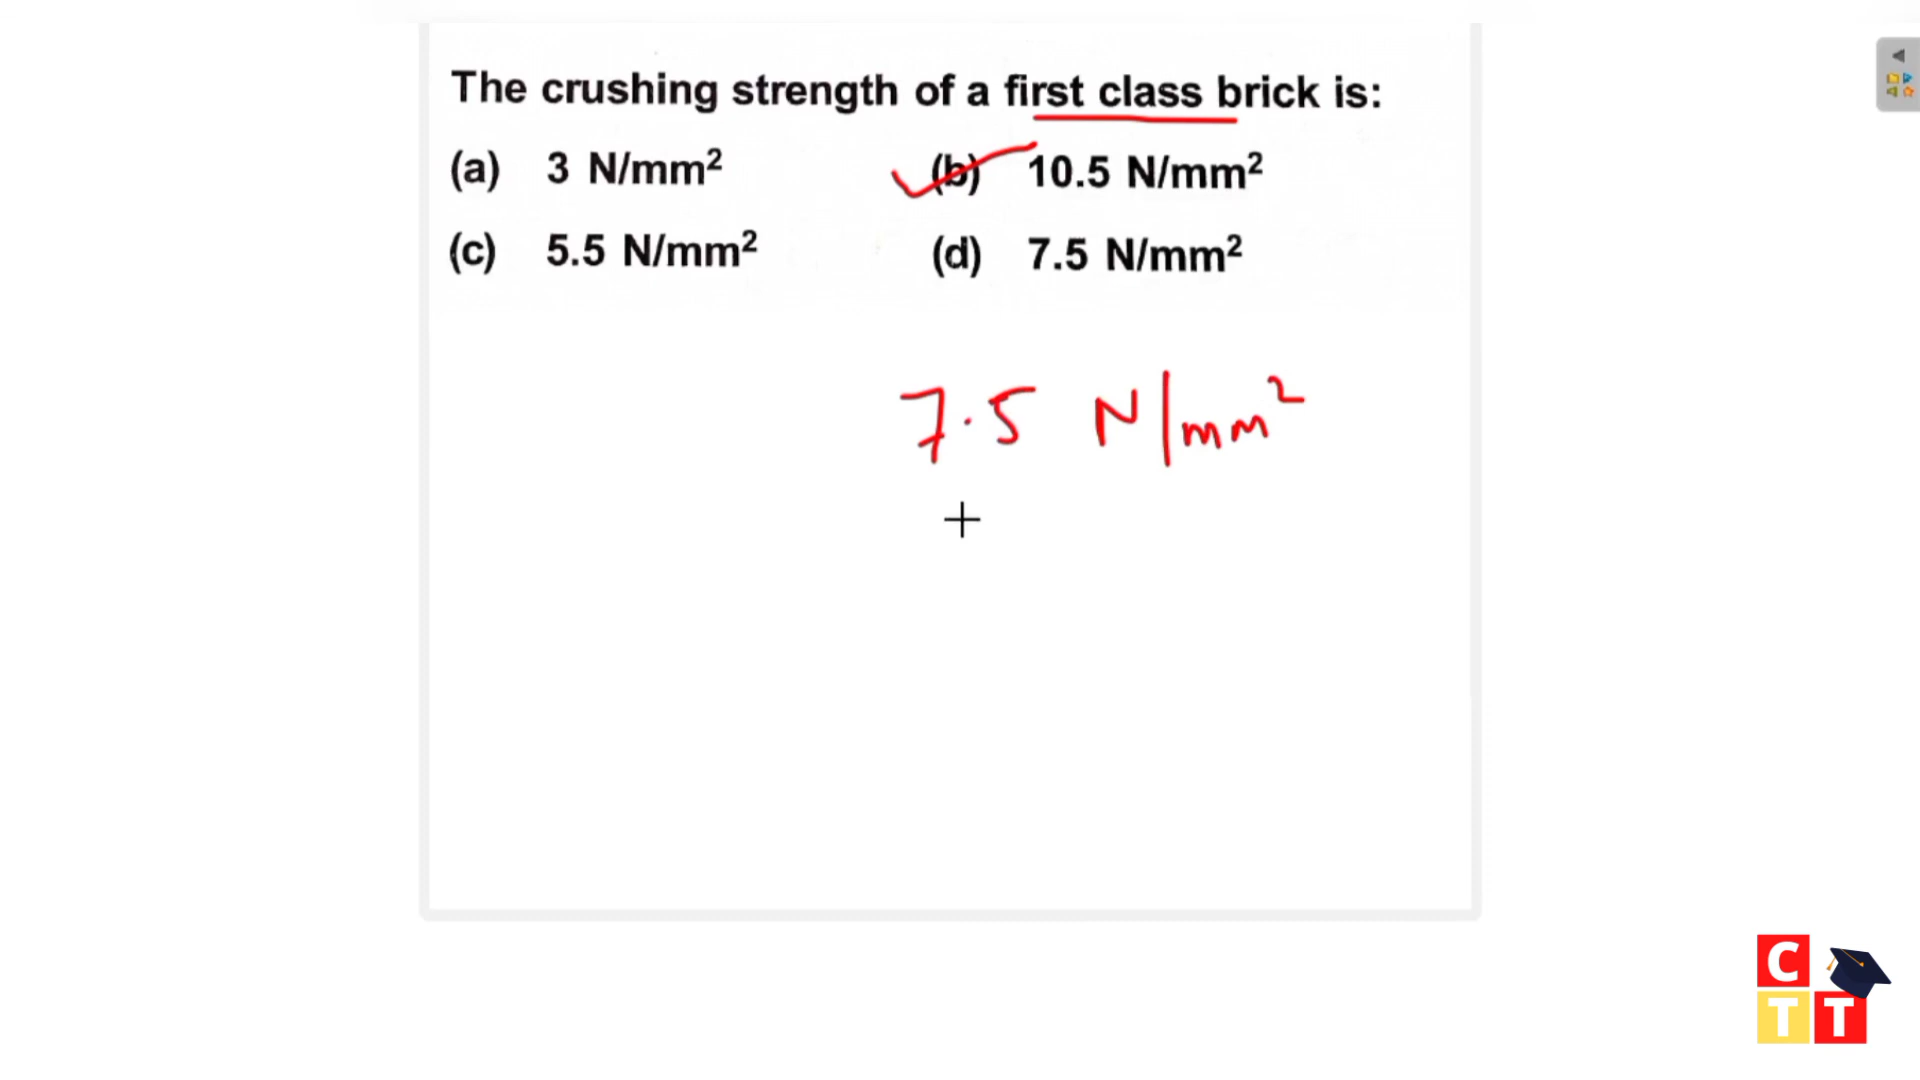 The crushing strength of a first class brick is:
(a) 3 N/mm²
(b) 10.5 N/mm²
(c) 5.5 N/mm²
(d) 7.5 N/mm²
7.5 N/mm²
C
T T